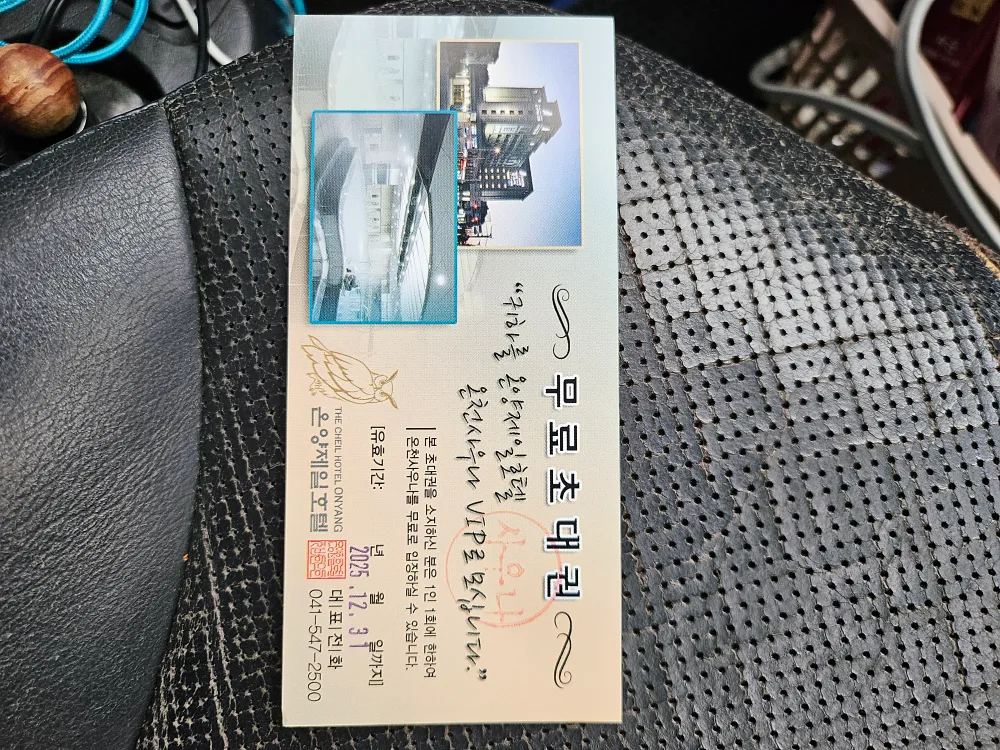 무료초대권
"귀하를 온양제일호텔
온천사우나 VIP로 모십니다."
사우나
본 초대권을 소지하신 분은 1인 1회에 한하여
온천사우나를 무료로 입장하실 수 있습니다.
[유효기간: 년 월 일까지]
2025.12.31
THE CHEIL HOTEL ONYANG
온양제일호텔
대|표|전|화
041-547-2500